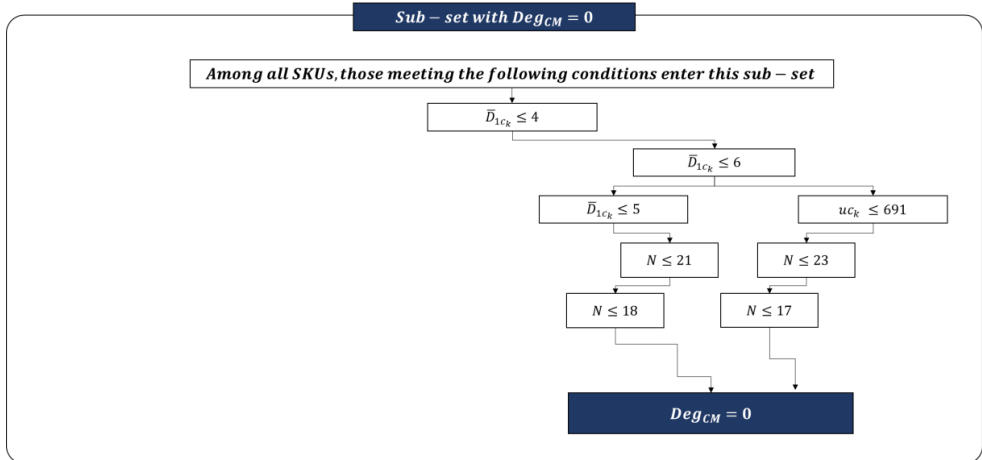 Sub − set with Deg_CM = 0
Among all SKUs, those meeting the following conditions enter this sub − set
D̅_1c_k ≤ 4
D̅_1c_k ≤ 6
D̅_1c_k ≤ 5
uc_k ≤ 691
N ≤ 21
N ≤ 23
N ≤ 18
N ≤ 17
Deg_CM = 0